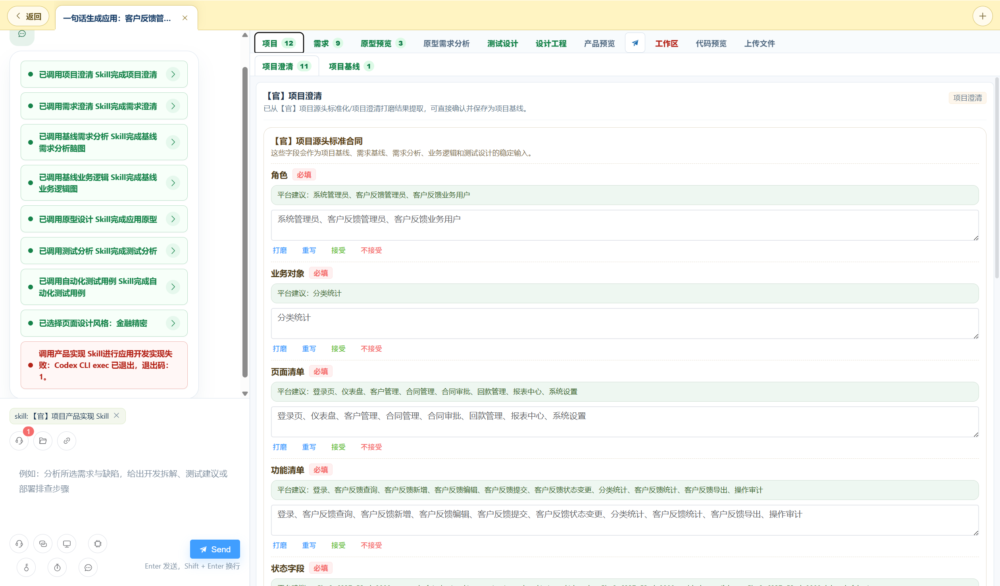 返回
一句话生成应用：客户反馈管...
已调用项目澄清 Skill完成项目澄清
已调用需求澄清 Skill完成需求澄清
已调用基线需求分析 Skill完成基线
需求分析脑图
已调用基线业务逻辑 Skill完成基线
业务逻辑图
已调用原型设计 Skill完成应用原型
已调用测试分析 Skill完成测试分析
已调用自动化测试用例 Skill完成自
动化测试用例
已选择页面设计风格：金融精密
调用产品实现 Skill进行应用开发实现失
败：Codex CLI exec 已退出，退出码：
1。
skill:【官】项目产品实现 Skill
1
例如：分析所选需求与缺陷，给出开发拆解、测试建议或
部署排查步骤
Send
Enter 发送，Shift + Enter 换行
项目 12 需求 9 原型预览 3 原型需求分析 测试设计 设计工程 产品预览 工作区 代码预览 上传文件
项目澄清 11 项目基线 1
【官】项目澄清
项目澄清
已从【官】项目源头标准化/项目澄清打磨结果提取，可直接确认并保存为项目基线。
【官】项目源头标准合同
这些字段会作为项目基线、需求基线、需求分析、业务逻辑和测试设计的稳定输入。
角色 必填
平台建议：系统管理员、客户反馈管理员、客户反馈业务用户
系统管理员、客户反馈管理员、客户反馈业务用户
打磨 重写 接受 不接受
业务对象 必填
平台建议：分类统计
分类统计
打磨 重写 接受 不接受
页面清单 必填
平台建议：登录页、仪表盘、客户管理、合同管理、合同审批、回款管理、报表中心、系统设置
登录页、仪表盘、客户管理、合同管理、合同审批、回款管理、报表中心、系统设置
打磨 重写 接受 不接受
功能清单 必填
平台建议：登录、客户反馈查询、客户反馈新增、客户反馈编辑、客户反馈提交、客户反馈状态变更、分类统计、客户反馈统计、客户反馈导出、操作审计
登录、客户反馈查询、客户反馈新增、客户反馈编辑、客户反馈提交、客户反馈状态变更、分类统计、客户反馈统计、客户反馈导出、操作审计
打磨 重写 接受 不接受
状态字段 必填